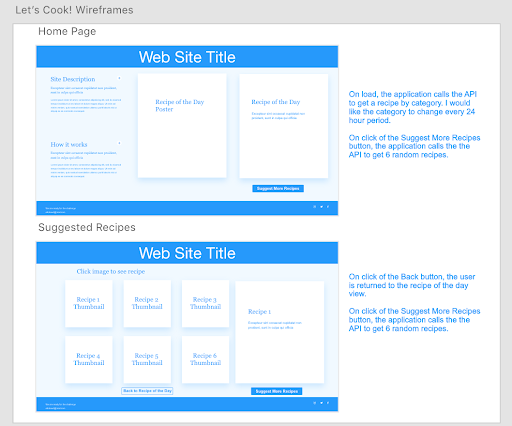 Let's Cook! Wireframes
Home Page
Web Site Title
Site Description
How it works
Recipe of the Day
Poster
Recipe of the Day
Suggest More Recipes
On load, the application calls the API
to get a recipe by category. I would
like the category to change every 24
hour period.
On click of the Suggest More Recipes
button, the application calls the the
API to get 6 random recipes.
Suggested Recipes
Web Site Title
Click image to see recipe
Recipe 1
Thumbnail
Recipe 2
Thumbnail
Recipe 3
Thumbnail
Recipe 4
Thumbnail
Recipe 5
Thumbnail
Recipe 6
Thumbnail
Recipe 1
Back to Recipe of the Day
Suggest More Recipes
On click of the Back button, the user
is returned to the recipe of the day
view.
On click of the Suggest More Recipes
button, the application calls the the
API to get 6 random recipes.